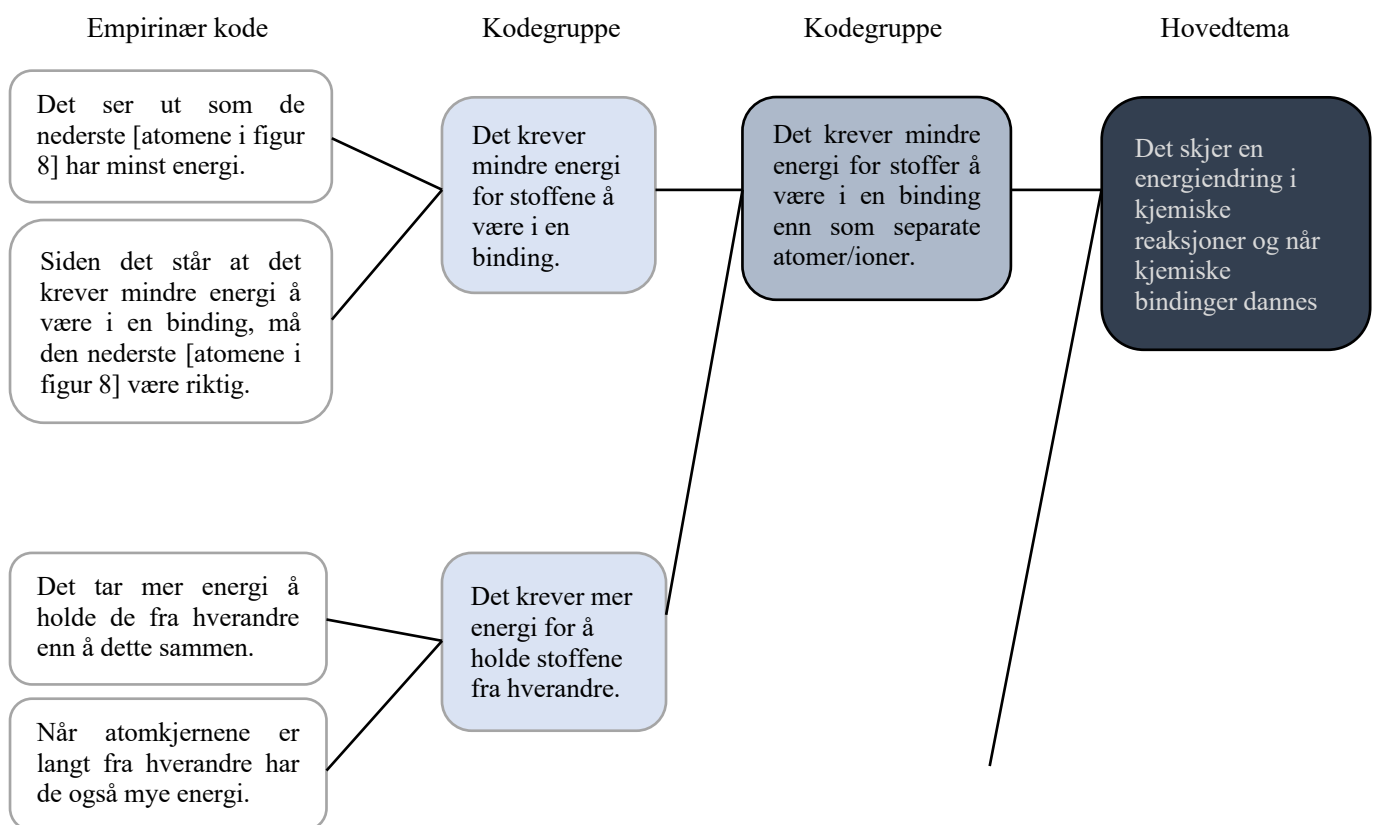 Empirinær kode
Kodegruppe
Kodegruppe
Hovedtema
Det ser ut som de
nederste [atomene i figur
8] har minst energi.
Siden det står at det
krever mindre energi å
være i en binding, må
den nederste [atomene i
figur 8] være riktig.
Det krever
mindre energi
for stoffene å
være i en
binding.
Det krever mindre
energi for stoffer å
være i en binding
enn som separate
atomer/ioner.
Det skjer en
energiendring i
kjemiske
reaksjoner og når
kjemiske
bindinger dannes
Det tar mer energi å
holde de fra hverandre
enn å dette sammen.
Når atomkjernene er
langt fra hverandre har
de også mye energi.
Det krever mer
energi for å
holde stoffene
fra hverandre.